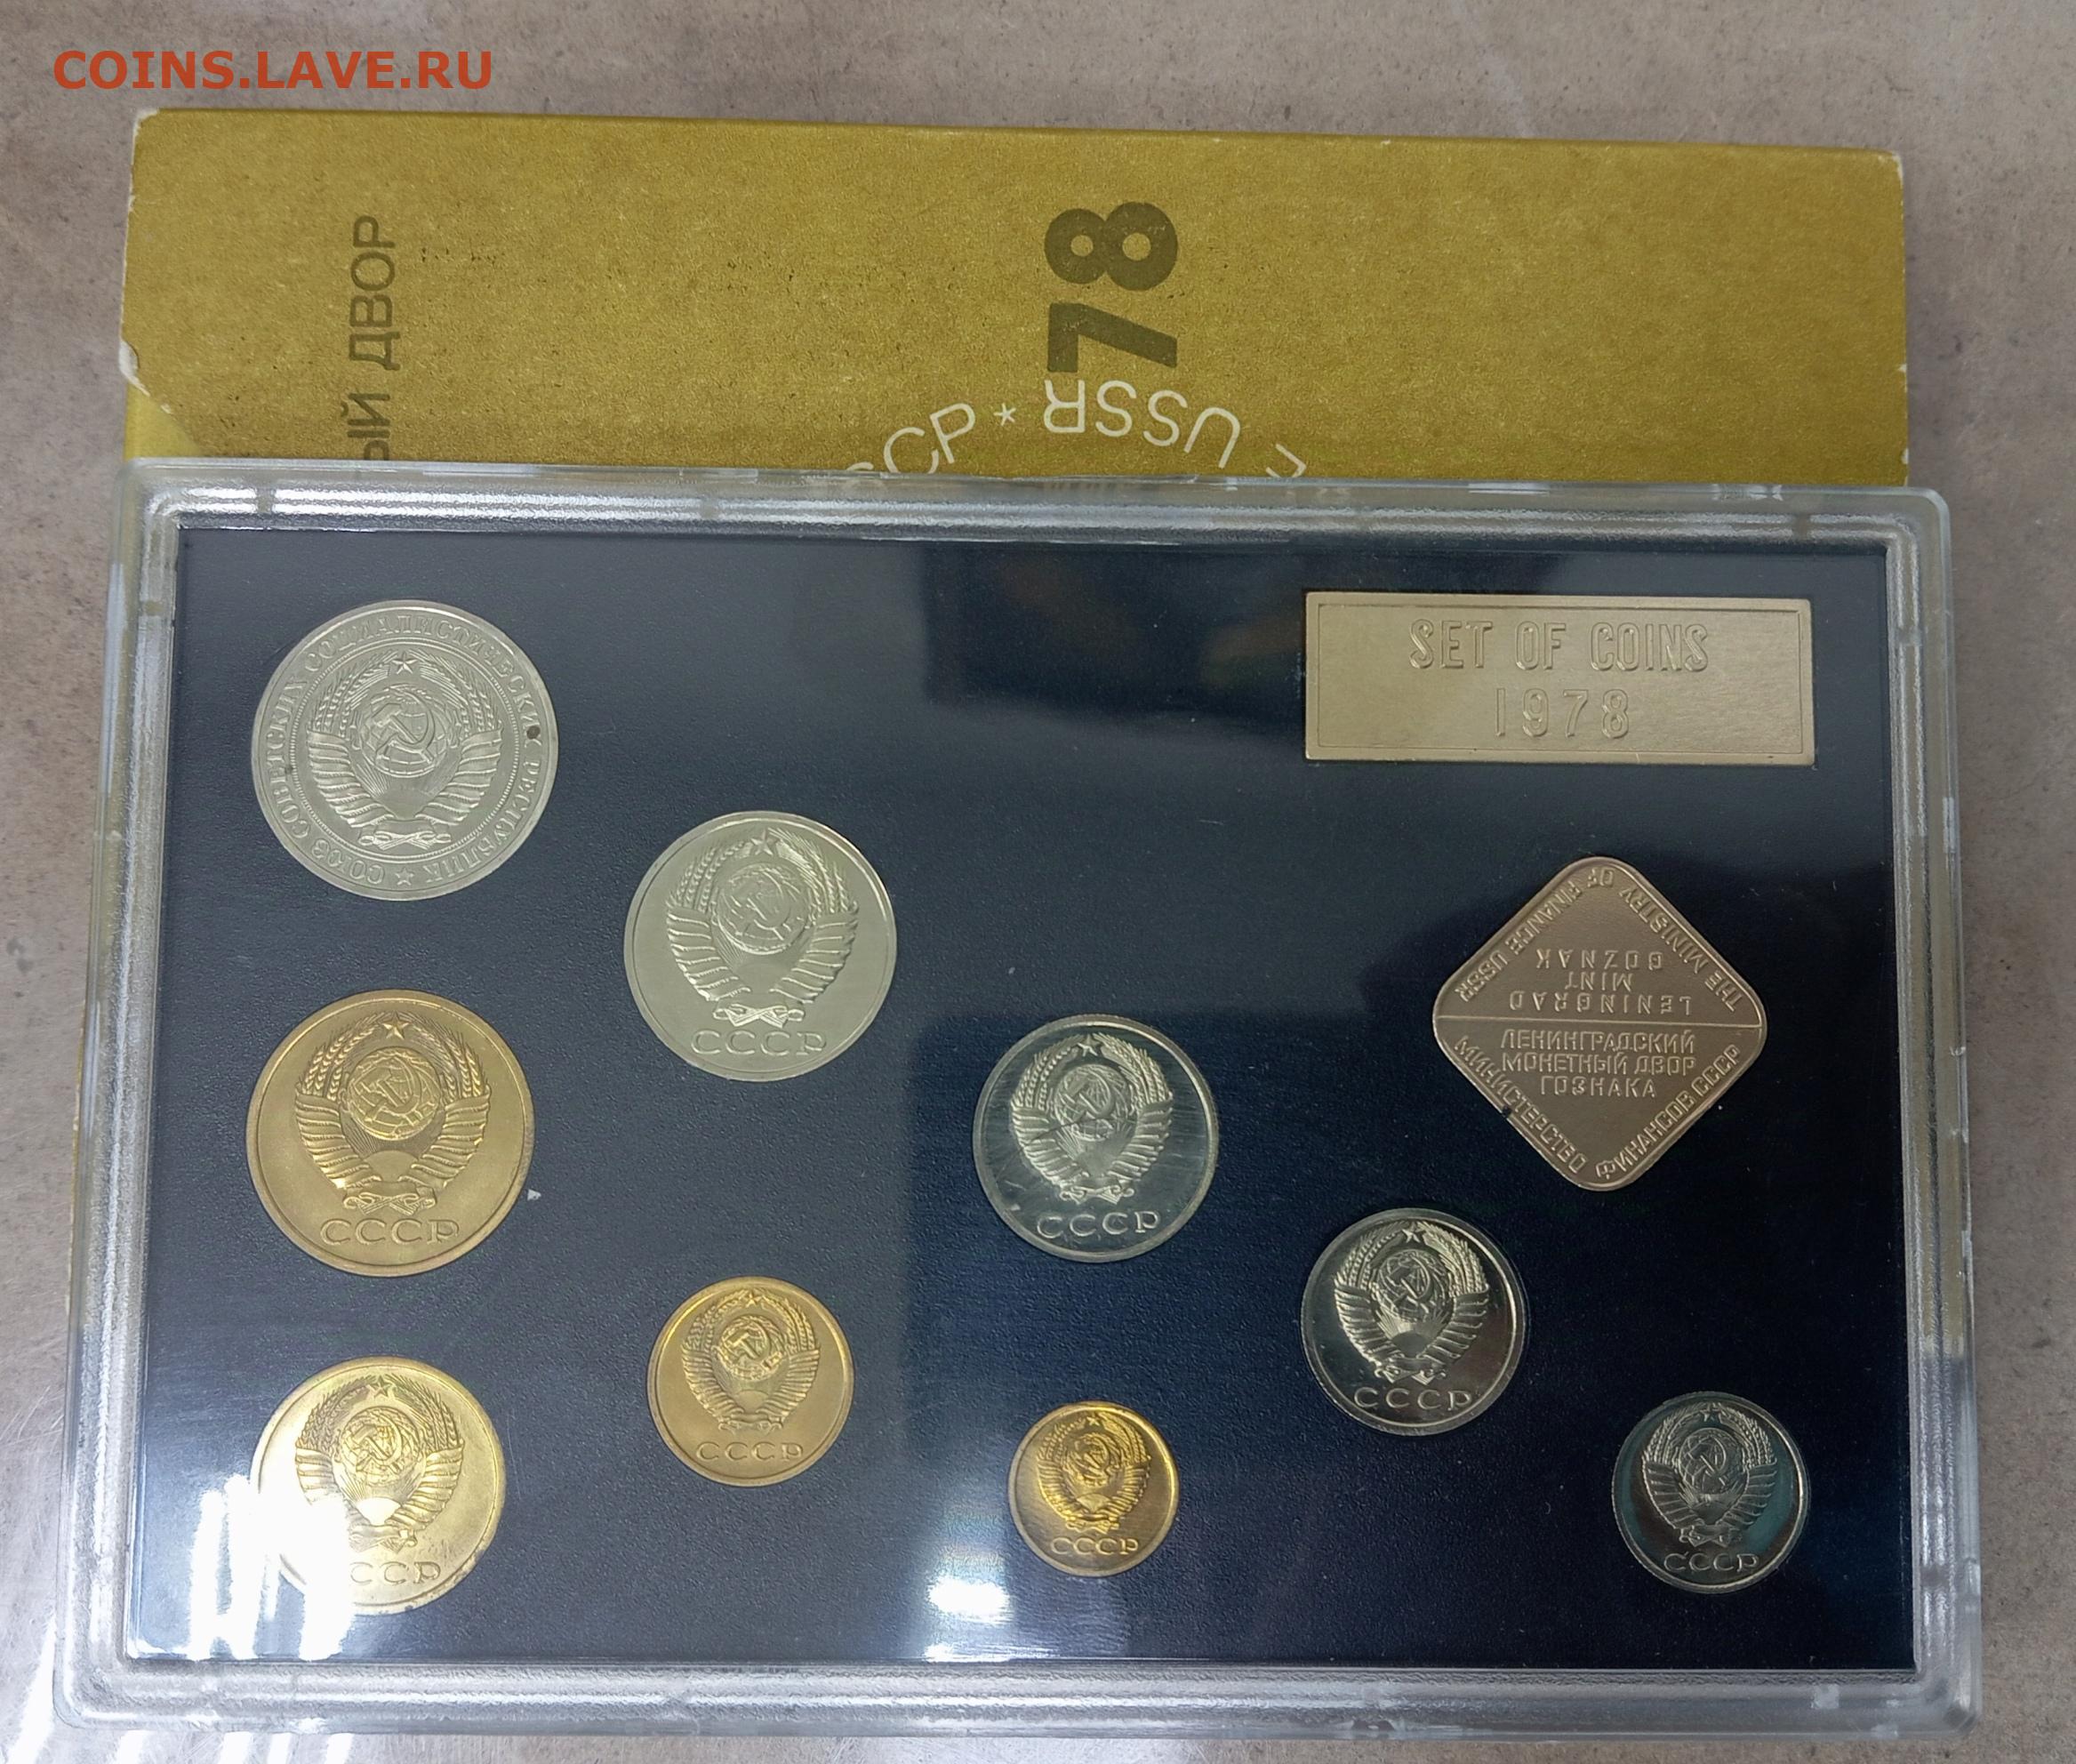 COINS.LAVE.RU
ЫЙ ДВОР
78
ССР * USSR
SET OF COINS
1978
СОЮЗ СОВЕТСКИХ СОЦИАЛИСТИЧЕСКИХ РЕСПУБЛИК
СССР
THE MINISTRY OF FINANCE USSR
LENINGRAD
MINT
GOZNAK
ЛЕНИНГРАДСКИЙ
МОНЕТНЫЙ ДВОР
ГОЗНАКА
МИНИСТЕРСТВО ФИНАНСОВ СССР
СССР
СССР
СССР
СССР
СССР
СССР
СССР